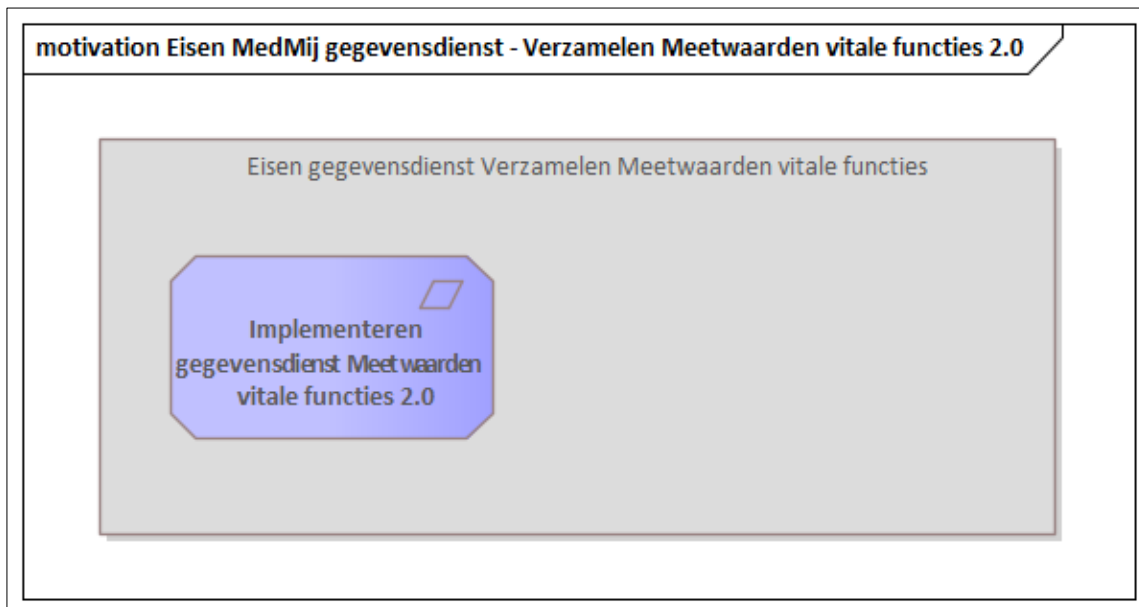 motivation Eisen MedMij gegevensdienst - Verzamelen Meetwaarden vitale functies 2.0
Eisen gegevensdienst Verzamelen Meetwaarden vitale functies
Implementeren
gegevensdienst Meetwaarden
vitale functies 2.0